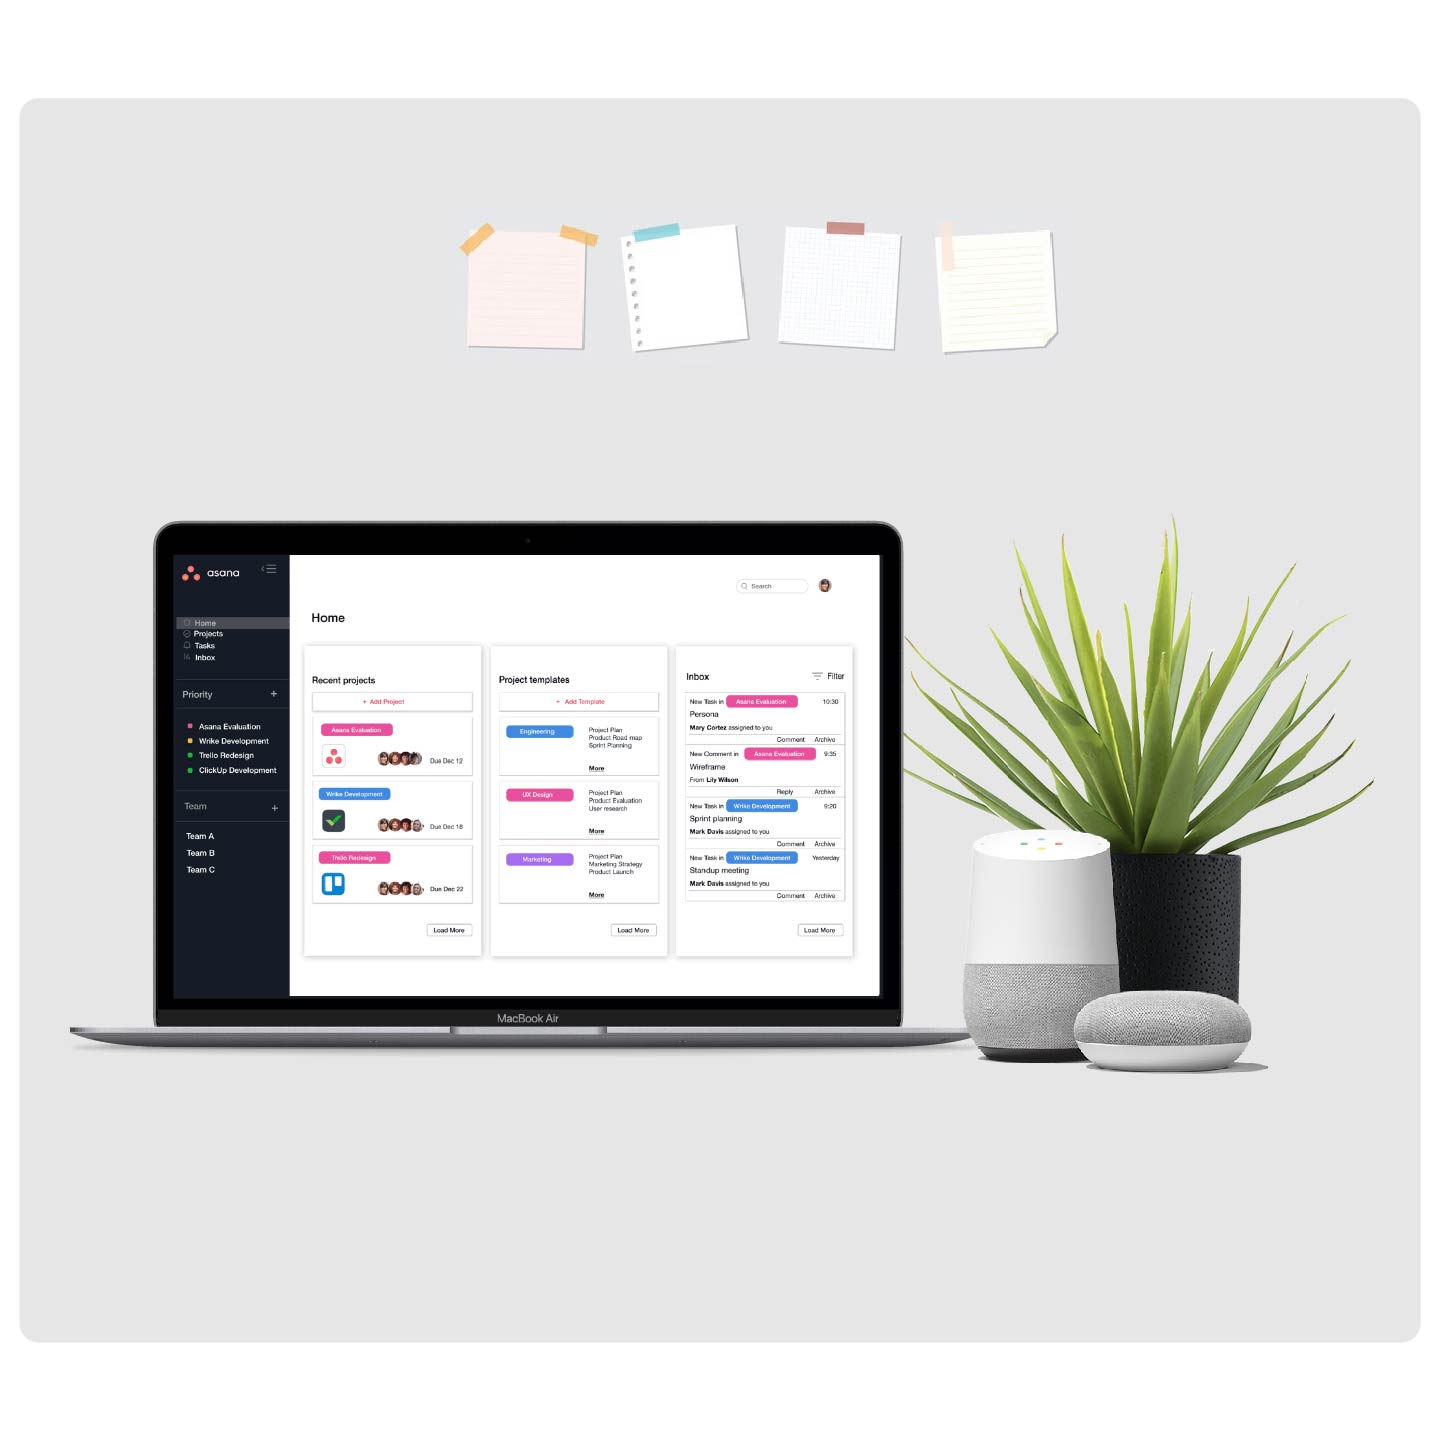 asana
Home
Projects
Tasks
Inbox
Priority +
Asana Evaluation
Wrike Development
Trello Redesign
ClickUp Development
Team +
Team A
Team B
Team C
Search
Home
Recent projects
+ Add Project
Asana Evaluation
Due Dec 12
Wrike Development
Due Dec 18
Trello Redesign
Due Dec 22
Load More
Project templates
+ Add Template
Engineering
Project Plan
Product Road map
Sprint Planning
More
UX Design
Project Plan
Product Evaluation
User research
More
Marketing
Project Plan
Marketing Strategy
Product Launch
More
Load More
Inbox
Filter
New Task in Asana Evaluation 10:30
Persona
Mary Cortez assigned to you
Comment Archive
New Comment in Asana Evaluation 9:35
Wireframe
From Lily Wilson
Reply Archive
New Task in Wrike Development 9:20
Sprint planning
Mark Davis assigned to you
Comment Archive
New Task in Wrike Development Yesterday
Standup meeting
Mark Davis assigned to you
Comment Archive
Load More
MacBook Air